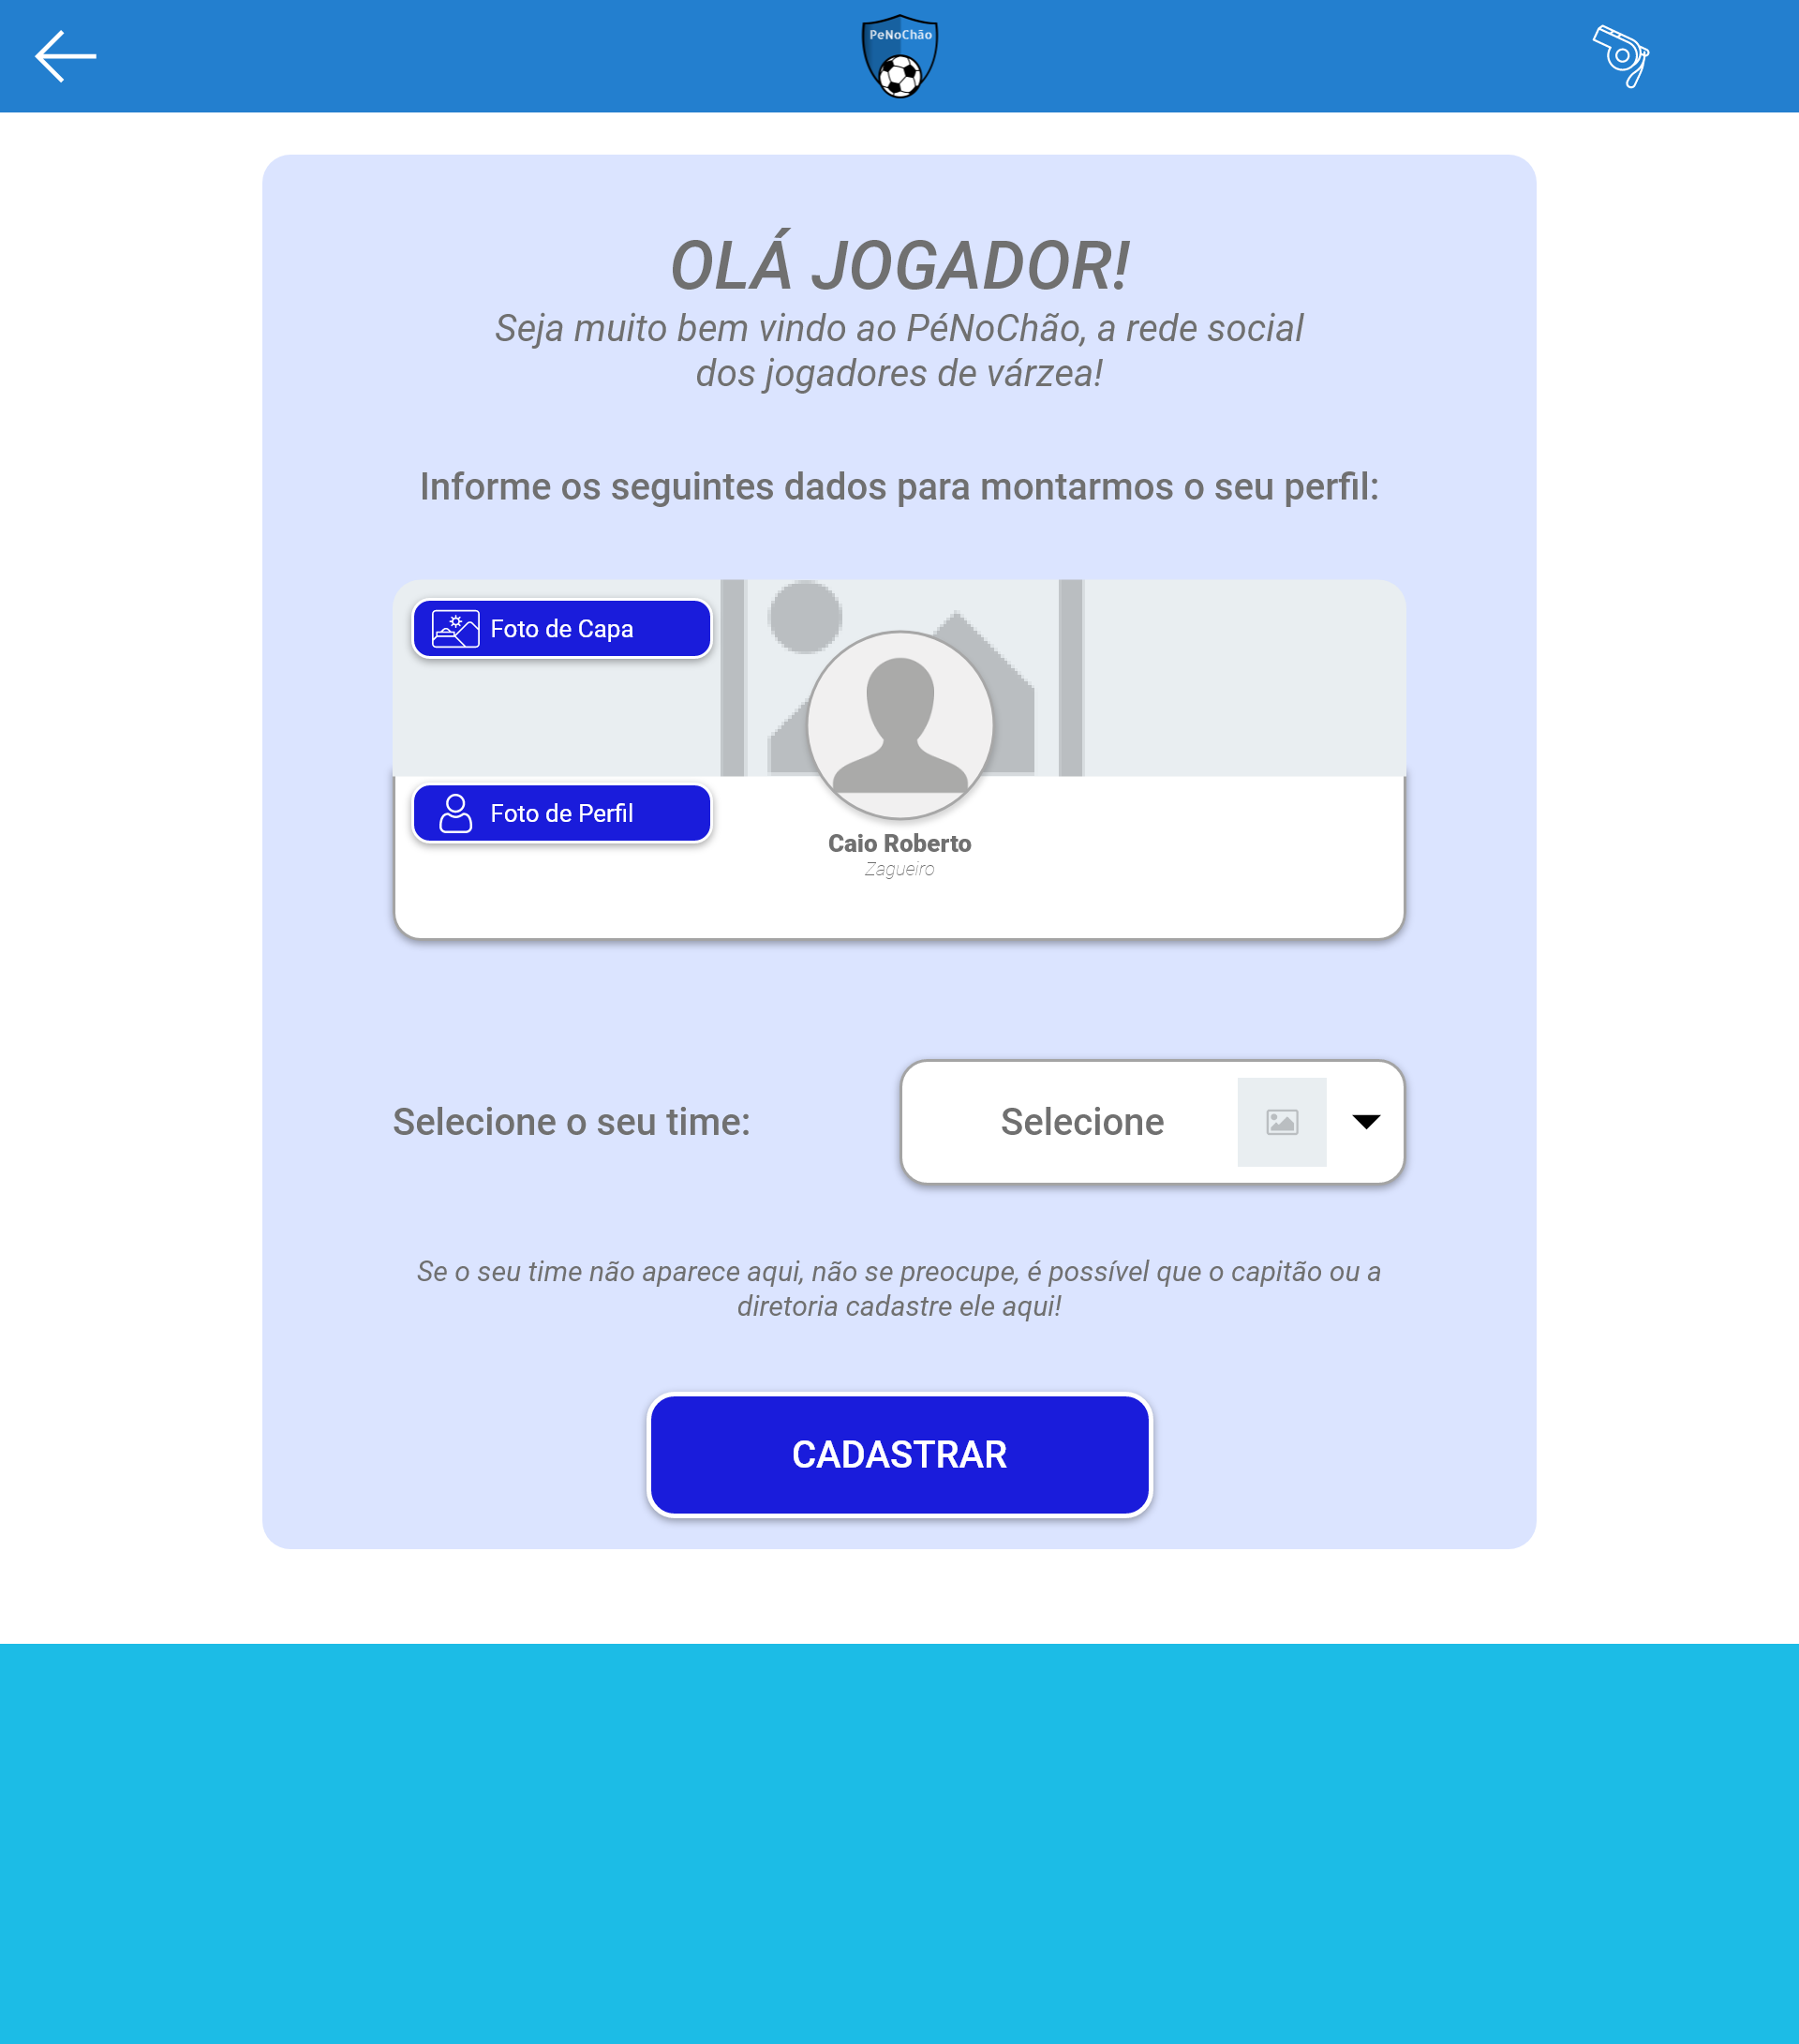 PeNoChão
OLÁ JOGADOR!
Seja muito bem vindo ao PéNoChão, a rede social
dos jogadores de várzea!
Informe os seguintes dados para montarmos o seu perfil:
Foto de Capa
Foto de Perfil
Caio Roberto
Zagueiro
Selecione o seu time:
Selecione
Se o seu time não aparece aqui, não se preocupe, é possível que o capitão ou a
diretoria cadastre ele aqui!
CADASTRAR